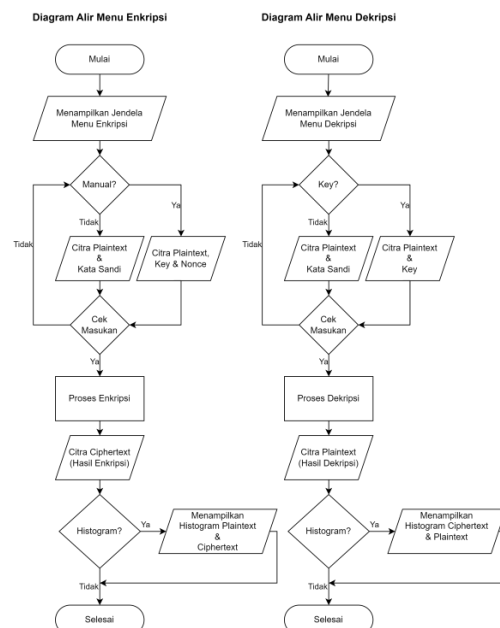 Diagram Alir Menu Enkripsi
Mulai
Menampilkan Jendela
Menu Enkripsi
Manual?
Ya
Tidak
Tidak
Citra Plaintext
&
Kata Sandi
Citra Plaintext,
Key & Nonce
Cek
Masukan
Ya
Proses Enkripsi
Citra Ciphertext
(Hasil Enkripsi)
Histogram?
Ya
Menampilkan
Histogram Plaintext
&
Ciphertext
Tidak
Selesai
Diagram Alir Menu Dekripsi
Mulai
Menampilkan Jendela
Menu Dekripsi
Key?
Ya
Tidak
Tidak
Citra Plaintext
&
Kata Sandi
Citra Plaintext
&
Key
Cek
Masukan
Ya
Proses Dekripsi
Citra Plaintext
(Hasil Dekripsi)
Histogram?
Ya
Menampilkan
Histogram Ciphertext
& Plaintext
Tidak
Selesai